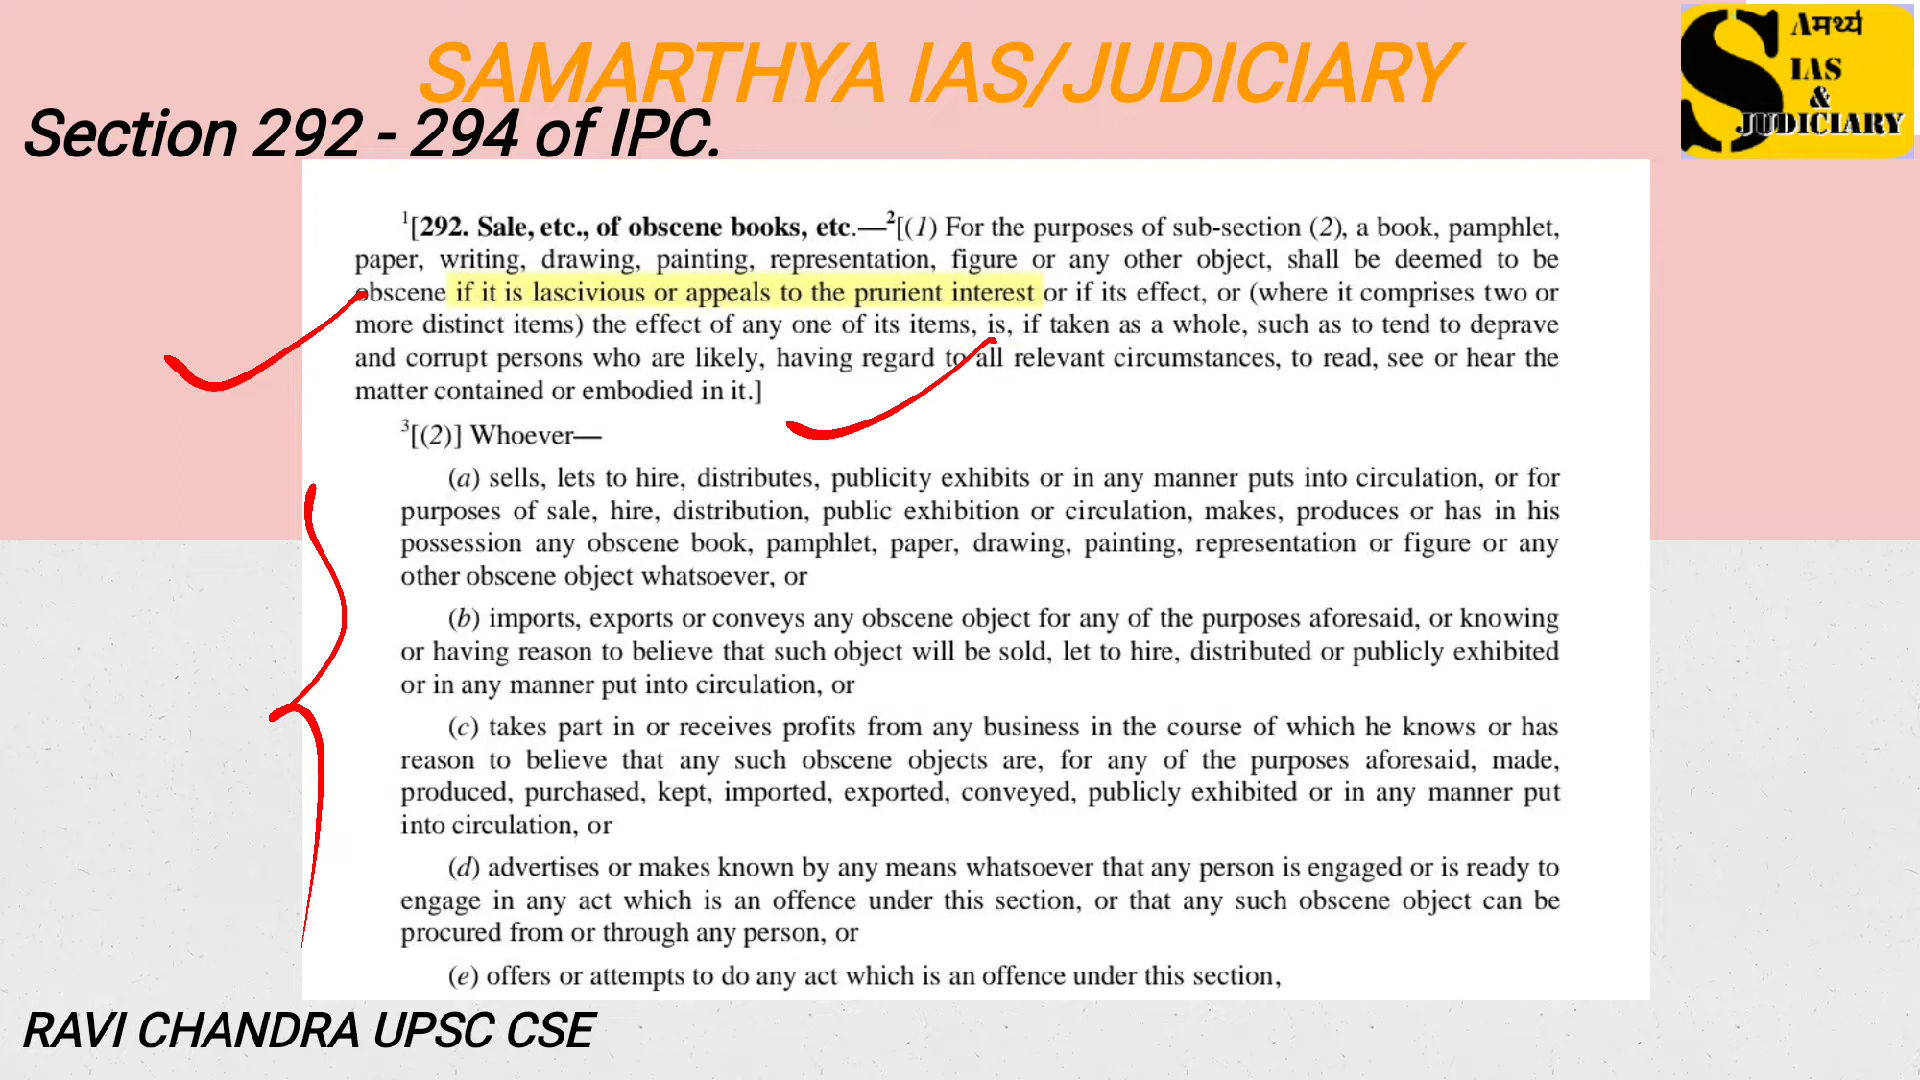 SAMARTHYA IAS/JUDICIARY
Aमर्थ्य
IAS
&
JUDICIARY
Section 292 - 294 of IPC.
1[292. Sale, etc., of obscene books, etc.—2[(1) For the purposes of sub-section (2), a book, pamphlet,
paper, writing, drawing, painting, representation, figure or any other object, shall be deemed to be
obscene if it is lascivious or appeals to the prurient interest or if its effect, or (where it comprises two or
more distinct items) the effect of any one of its items, is, if taken as a whole, such as to tend to deprave
and corrupt persons who are likely, having regard to all relevant circumstances, to read, see or hear the
matter contained or embodied in it.]
3[(2)] Whoever—
(a) sells, lets to hire, distributes, publicity exhibits or in any manner puts into circulation, or for
purposes of sale, hire, distribution, public exhibition or circulation, makes, produces or has in his
possession any obscene book, pamphlet, paper, drawing, painting, representation or figure or any
other obscene object whatsoever, or
(b) imports, exports or conveys any obscene object for any of the purposes aforesaid, or knowing
or having reason to believe that such object will be sold, let to hire, distributed or publicly exhibited
or in any manner put into circulation, or
(c) takes part in or receives profits from any business in the course of which he knows or has
reason to believe that any such obscene objects are, for any of the purposes aforesaid, made,
produced, purchased, kept, imported, exported, conveyed, publicly exhibited or in any manner put
into circulation, or
(d) advertises or makes known by any means whatsoever that any person is engaged or is ready to
engage in any act which is an offence under this section, or that any such obscene object can be
procured from or through any person, or
(e) offers or attempts to do any act which is an offence under this section,
RAVI CHANDRA UPSC CSE